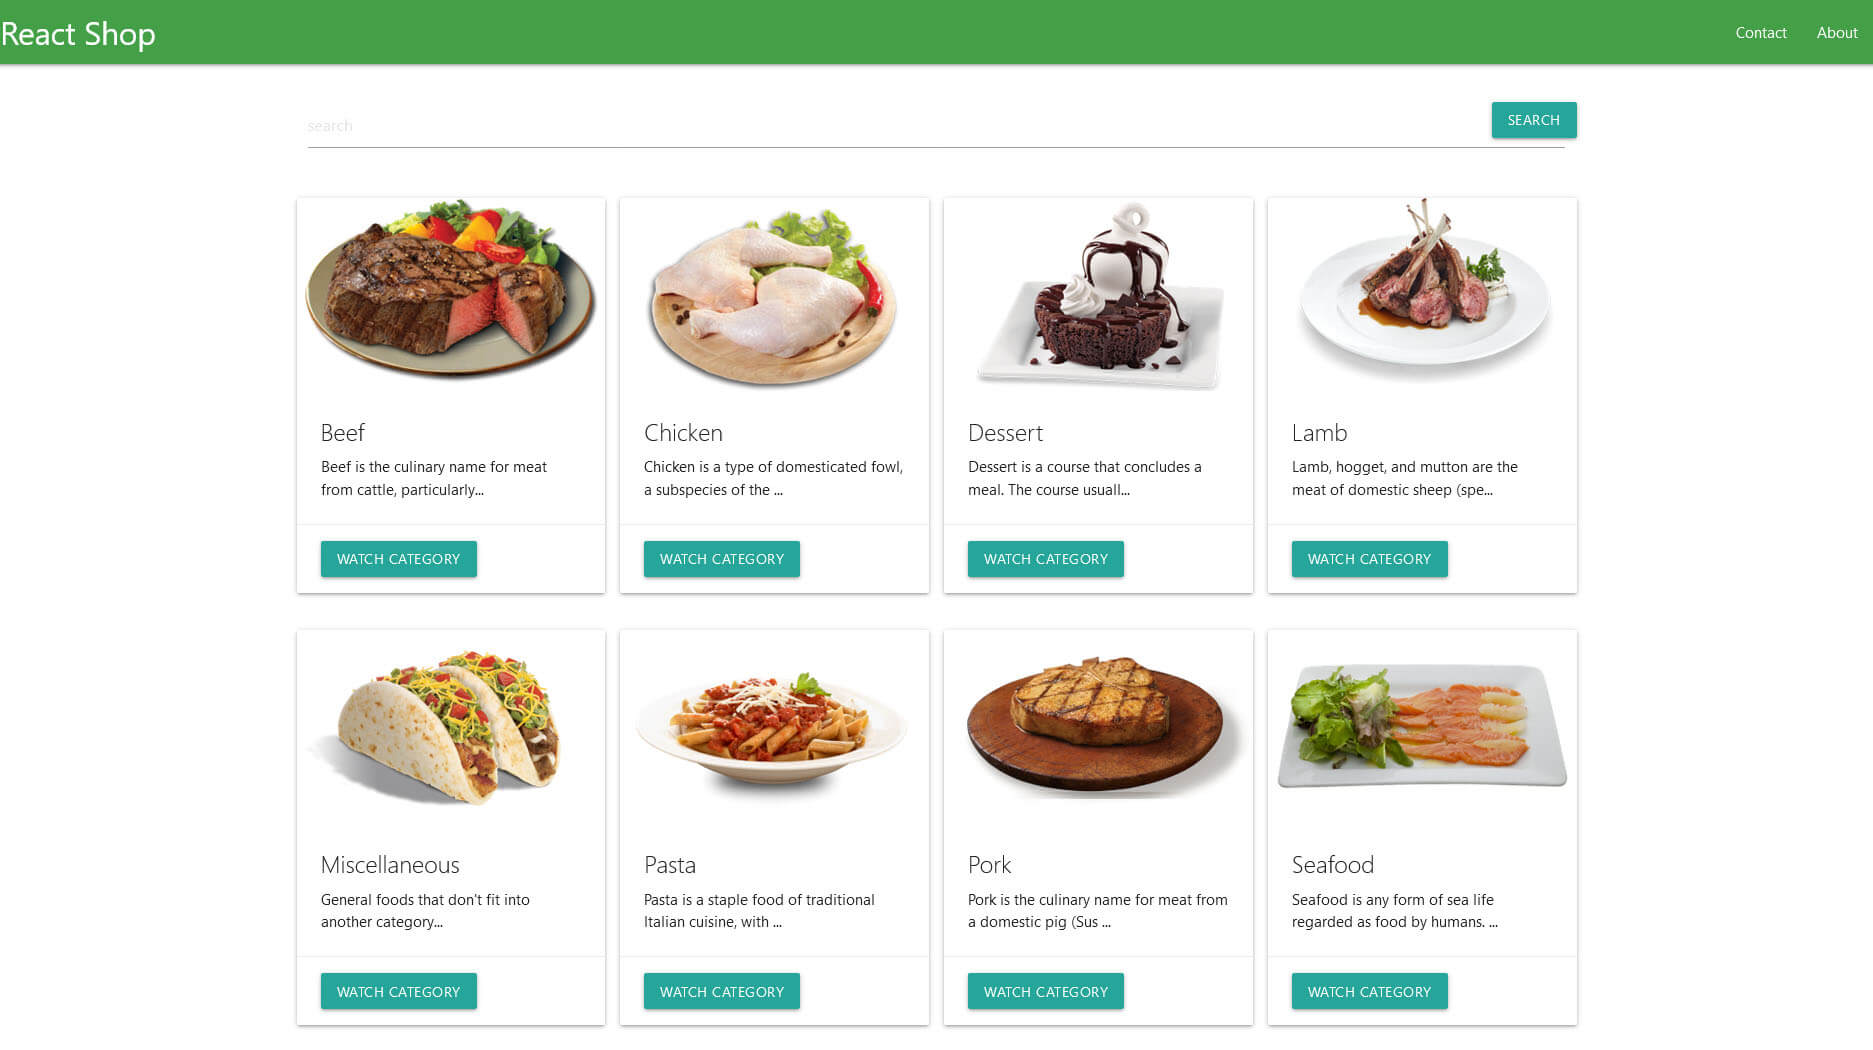 React Shop
Contact
About
search
SEARCH
Beef
Beef is the culinary name for meat
from cattle, particularly...
WATCH CATEGORY
Chicken
Chicken is a type of domesticated fowl,
a subspecies of the ...
WATCH CATEGORY
Dessert
Dessert is a course that concludes a
meal. The course usuall...
WATCH CATEGORY
Lamb
Lamb, hogget, and mutton are the
meat of domestic sheep (spe...
WATCH CATEGORY
Miscellaneous
General foods that don't fit into
another category...
WATCH CATEGORY
Pasta
Pasta is a staple food of traditional
Italian cuisine, with ...
WATCH CATEGORY
Pork
Pork is the culinary name for meat from
a domestic pig (Sus ...
WATCH CATEGORY
Seafood
Seafood is any form of sea life
regarded as food by humans. ...
WATCH CATEGORY